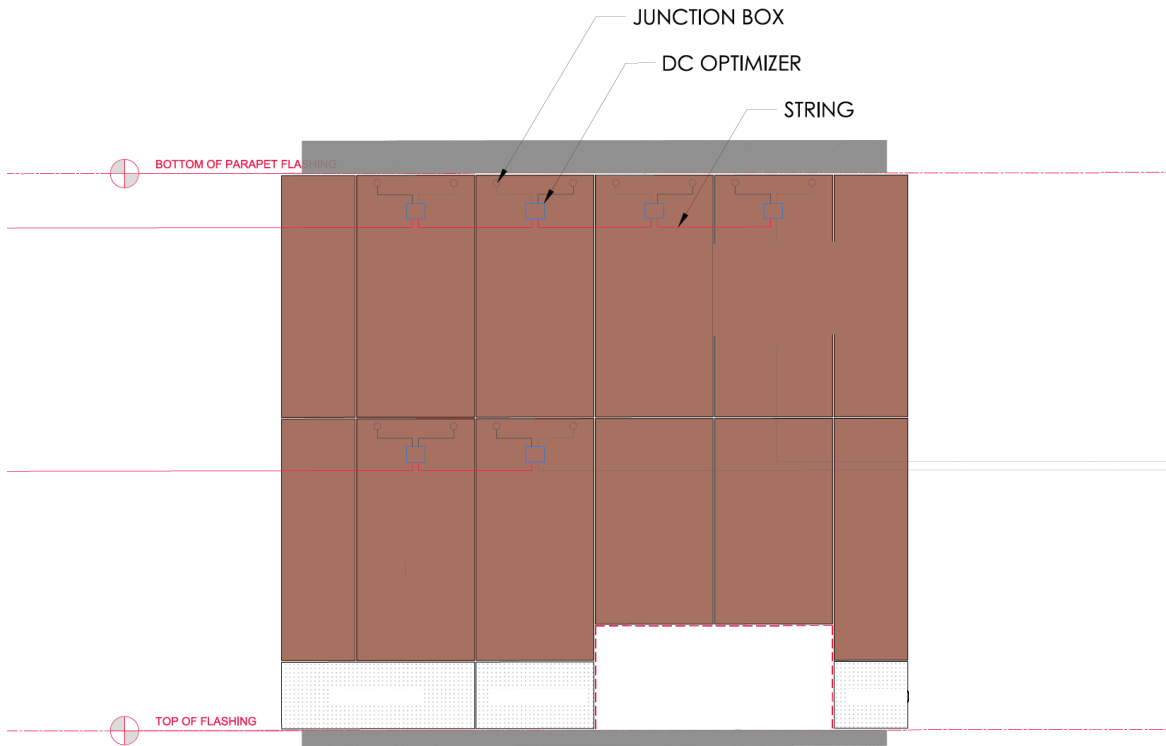 JUNCTION BOX
DC OPTIMIZER
STRING
BOTTOM OF PARAPET FLASHING
TOP OF FLASHING